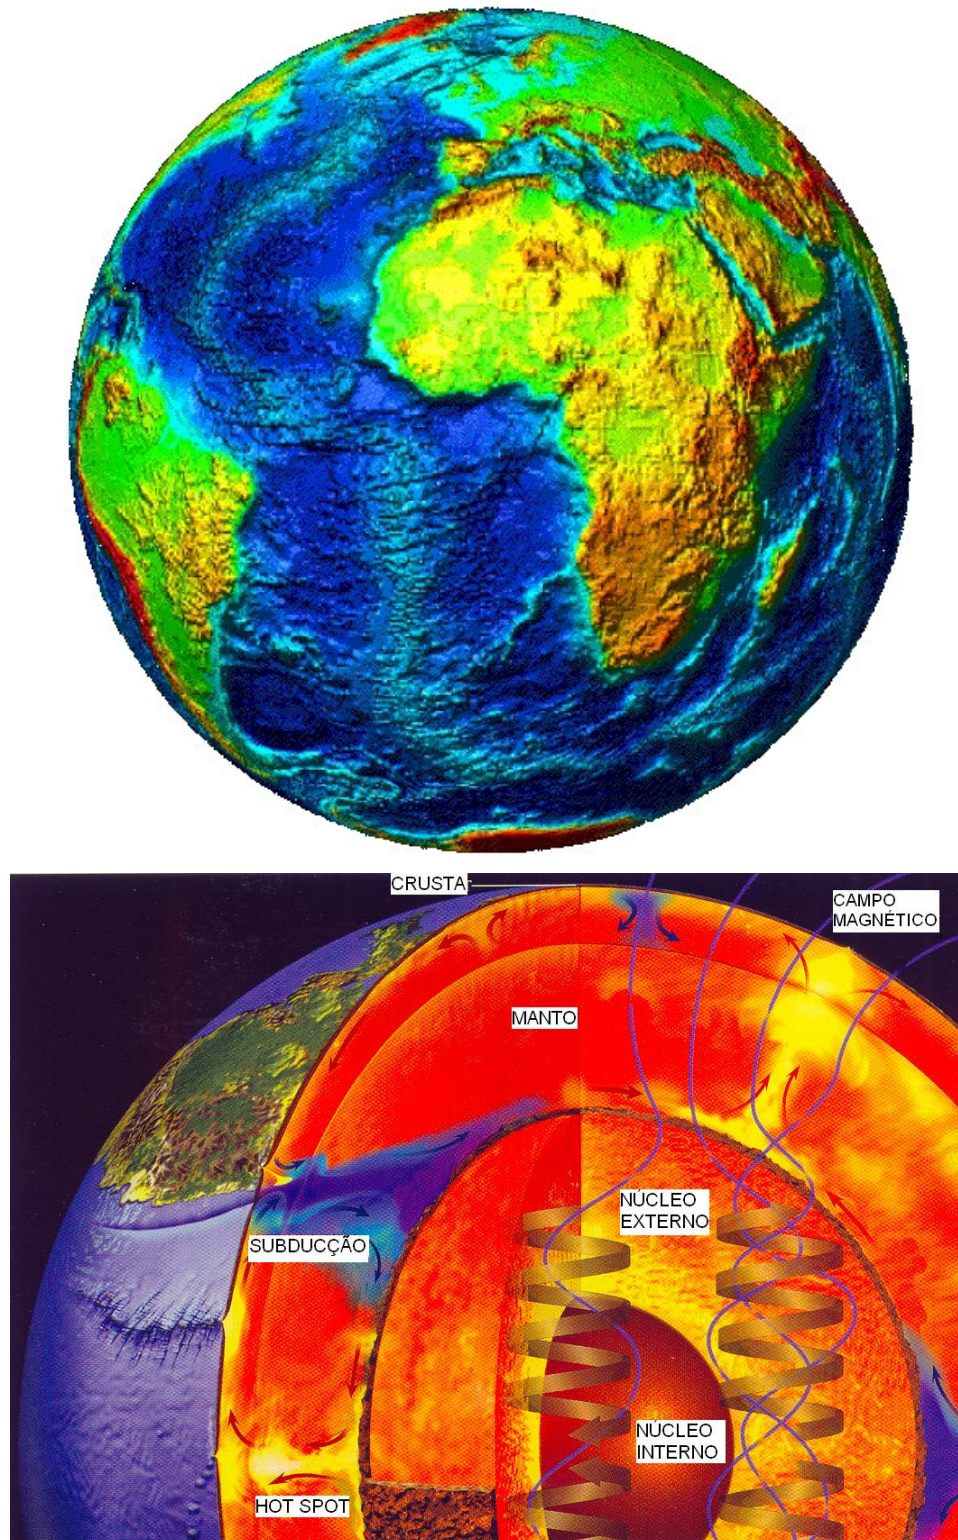 CRUSTA
CAMPO
MAGNÉTICO
MANTO
NÚCLEO
EXTERNO
SUBDUCÇÃO
NÚCLEO
INTERNO
HOT SPOT